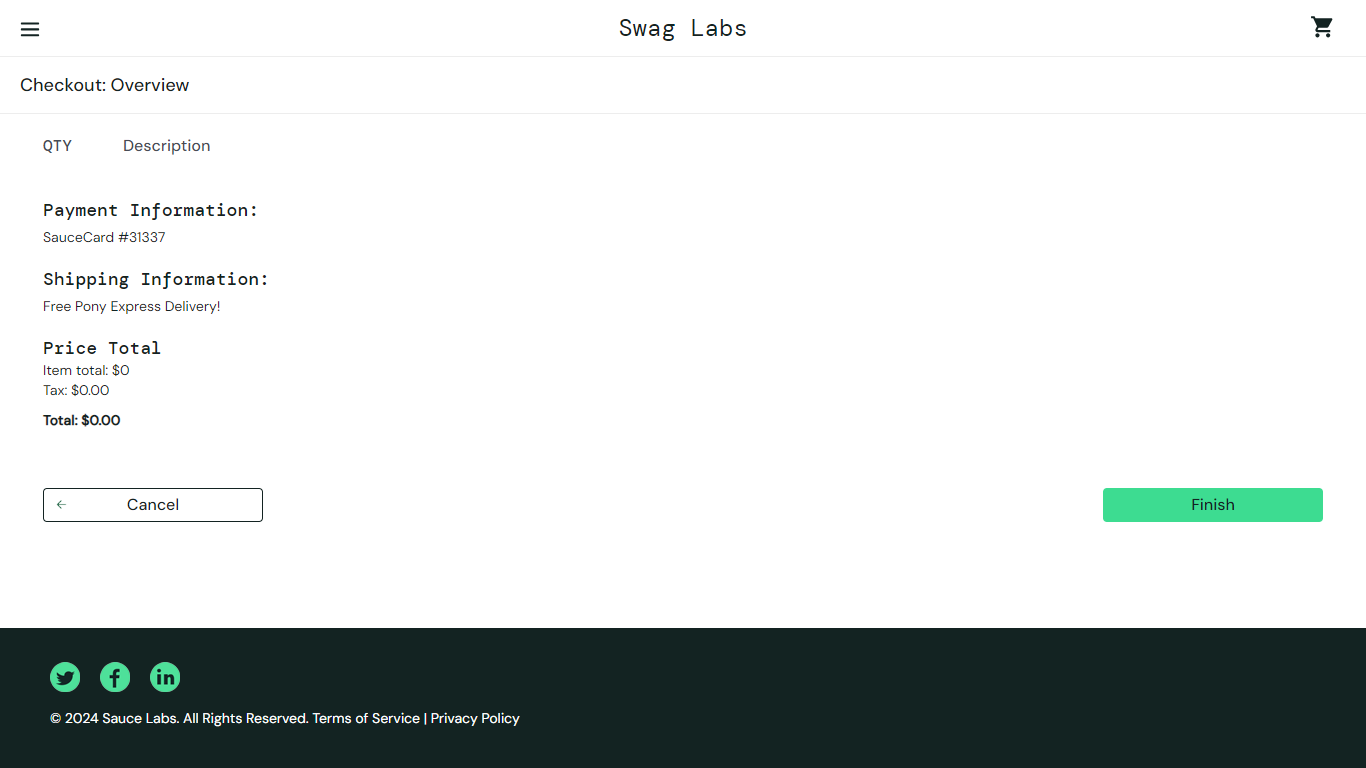 Swag Labs
Checkout: Overview
QTY Description
Payment Information:
SauceCard #31337
Shipping Information:
Free Pony Express Delivery!
Price Total
Item total: $0
Tax: $0.00
Total: $0.00
Cancel Finish
© 2024 Sauce Labs. All Rights Reserved. Terms of Service | Privacy Policy